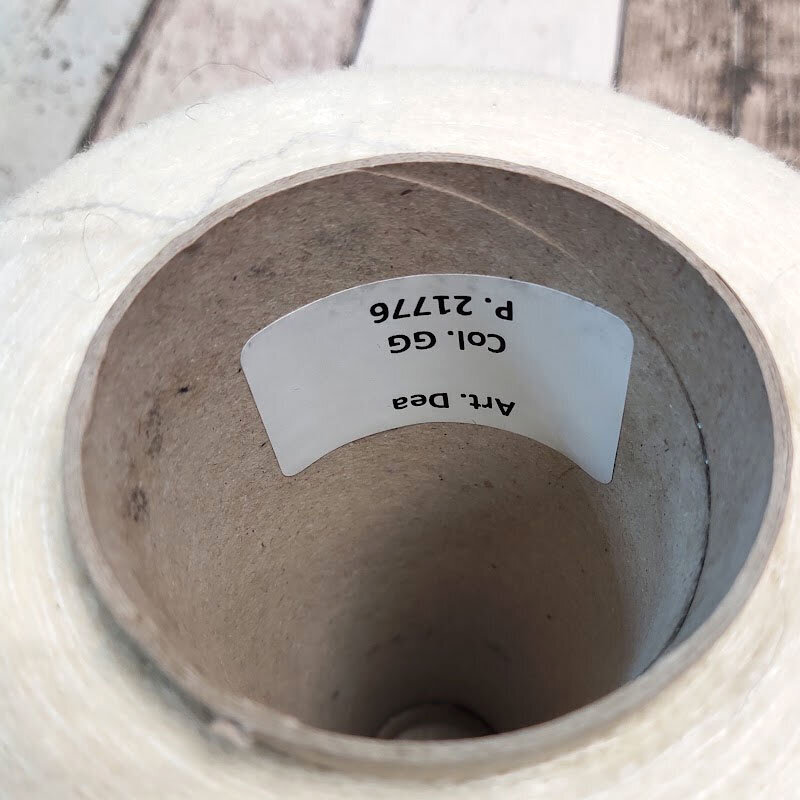 Art. Dea
Col. GG
P. 21776